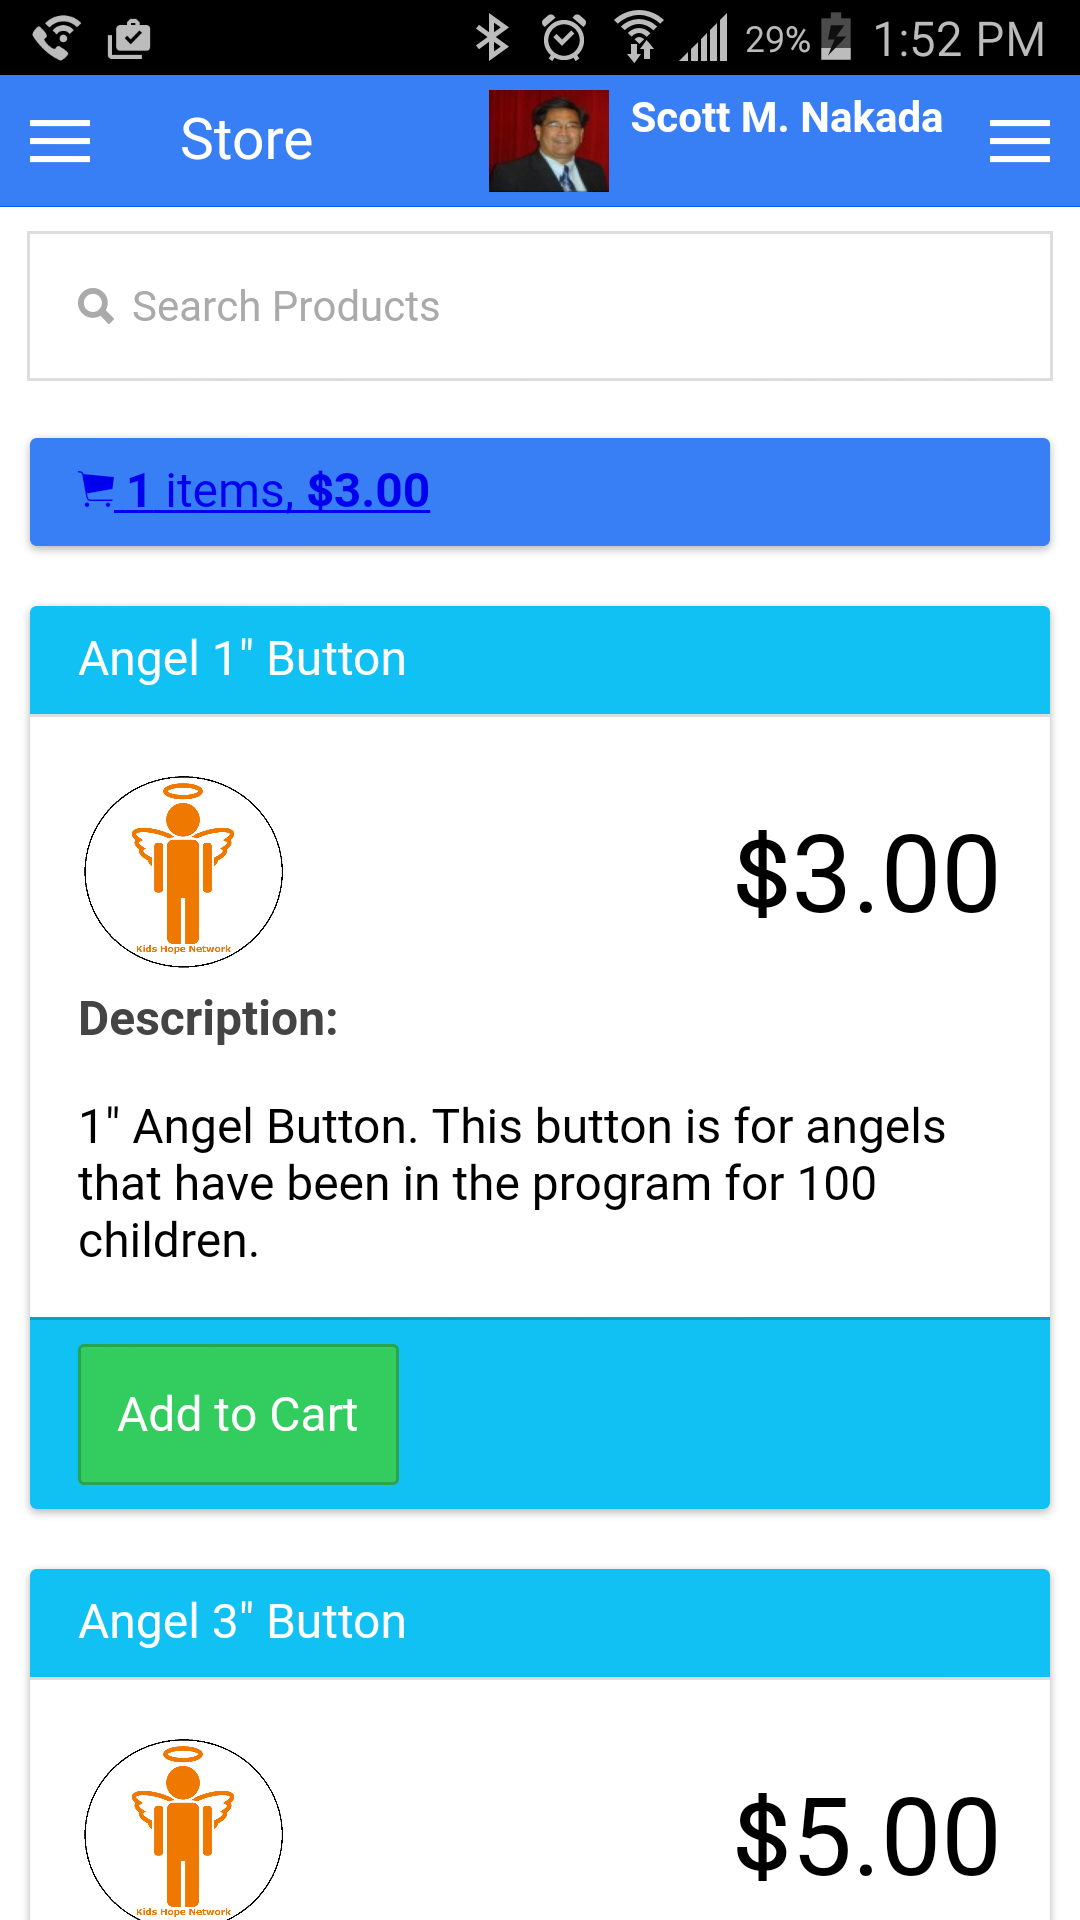 29% 1:52 PM
Store
Scott M. Nakada
Search Products
1 items, $3.00
Angel 1" Button
Kids Hope Network
$3.00
Description:
1" Angel Button. This button is for angels
that have been in the program for 100
children.
Add to Cart
Angel 3" Button
Kids Hope Network
$5.00